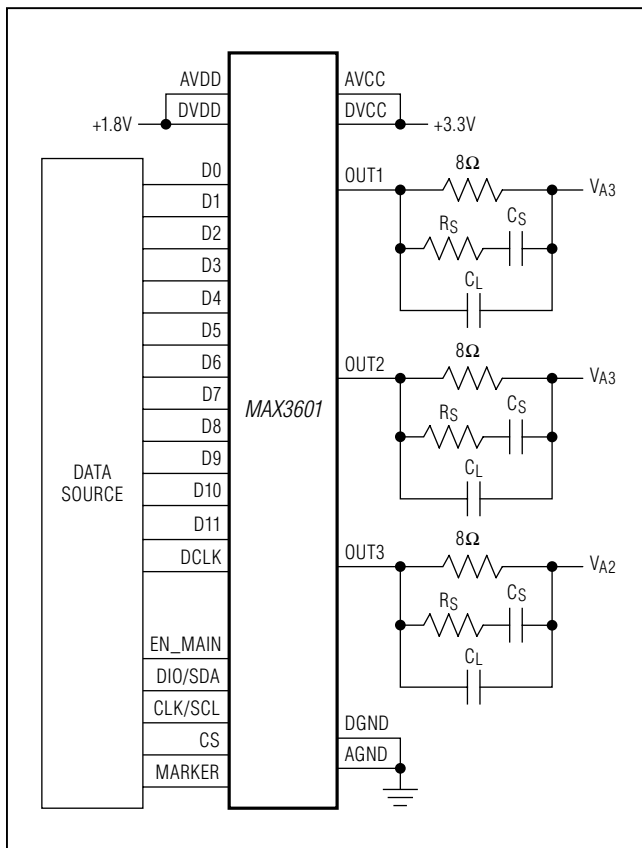 AVDD
DVDD
+1.8V
AVCC
DVCC
+3.3V
DATA
SOURCE
D0
D1
D2
D3
D4
D5
D6
D7
D8
D9
D10
D11
DCLK
EN_MAIN
DIO/SDA
CLK/SCL
CS
MARKER
MAX3601
OUT1
8Ω
VA3
RS
CS
CL
OUT2
8Ω
VA3
RS
CS
CL
OUT3
8Ω
VA2
RS
CS
CL
DGND
AGND